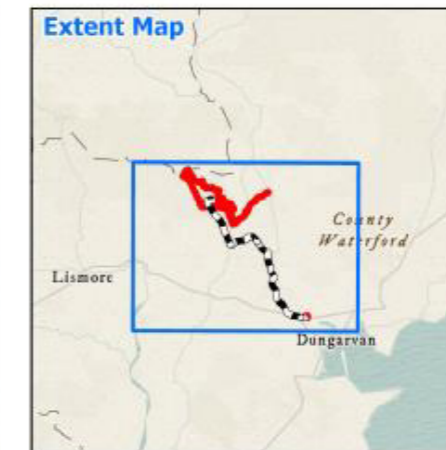 Extent Map
County
Waterford
Lismore
Dungarvan